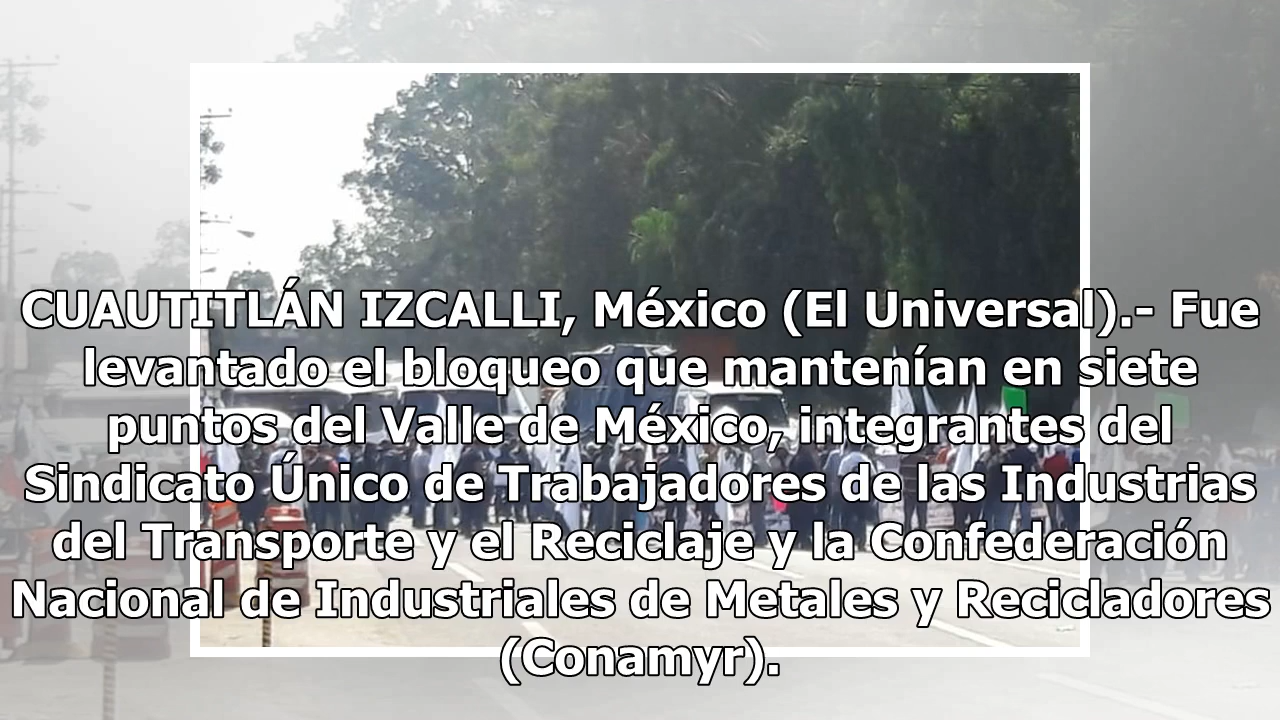 CUAUTITLÁN IZCALLI, México (El Universal).- Fue
levantado el bloqueo que mantenían en siete
puntos del Valle de México, integrantes del
Sindicato Único de Trabajadores de las Industrias
del Transporte y el Reciclaje y la Confederación
Nacional de Industriales de Metales y Recicladores
(Conamyr).